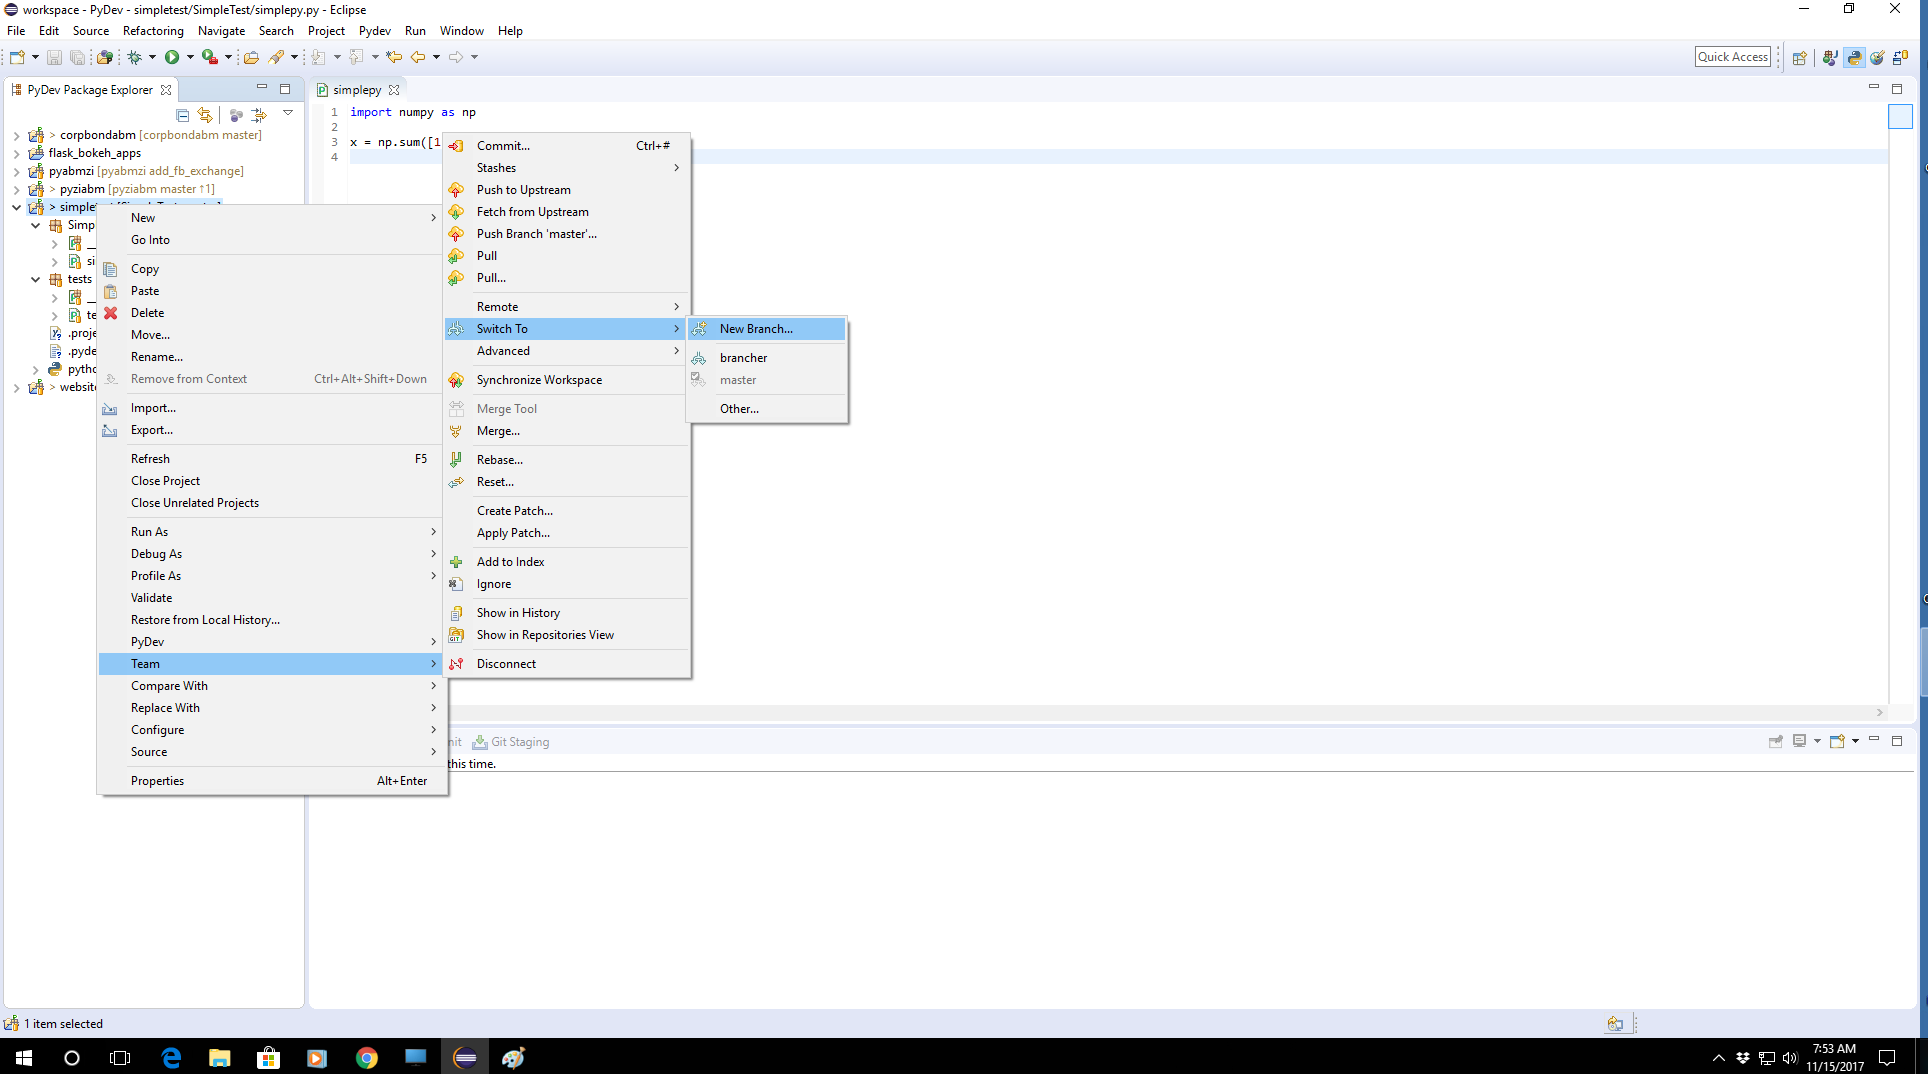 workspace - PyDev - simpletest/SimpleTest/simplepy.py - Eclipse
File Edit Source Refactoring Navigate Search Project Pydev Run Window Help
Quick Access
PyDev Package Explorer
simplepy
> corpbondabm [corpbondabm master]
flask_bokeh_apps
pyabmzi [pyabmzi add_fb_exchange]
> pyziabm [pyziabm master ↑1]
> simplet
Simp
__
si
tests
__
te
.proje
.pyde
pytho
> website
1 import numpy as np
2
3 x = np.sum([1
4
New
Go Into
Copy
Paste
Delete
Move...
Rename...
Remove from Context Ctrl+Alt+Shift+Down
Import...
Export...
Refresh F5
Close Project
Close Unrelated Projects
Run As
Debug As
Profile As
Validate
Restore from Local History...
PyDev
Team
Compare With
Replace With
Configure
Source
Properties Alt+Enter
Commit... Ctrl+#
Stashes
Push to Upstream
Fetch from Upstream
Push Branch 'master'...
Pull
Pull...
Remote
Switch To
Advanced
Synchronize Workspace
Merge Tool
Merge...
Rebase...
Reset...
Create Patch...
Apply Patch...
Add to Index
Ignore
Show in History
Show in Repositories View
Disconnect
New Branch...
brancher
master
Other...
nit Git Staging
this time.
1 item selected
7:53 AM
11/15/2017